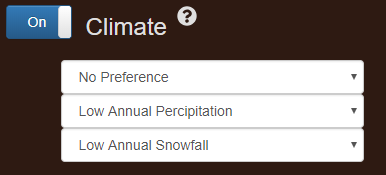 On
Climate ?
No Preference
Low Annual Percipitation
Low Annual Snowfall